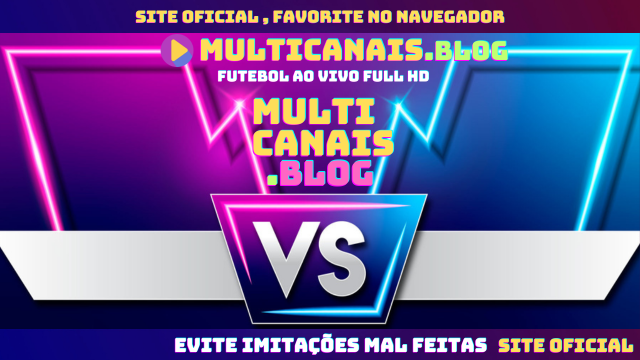 SITE OFICIAL , FAVORITE NO NAVEGADOR
MULTICANAIS.BLOG
FUTEBOL AO VIVO FULL HD
MULTI
CANAIS
.BLOG
VS
EVITE IMITAÇÕES MAL FEITAS SITE OFICIAL